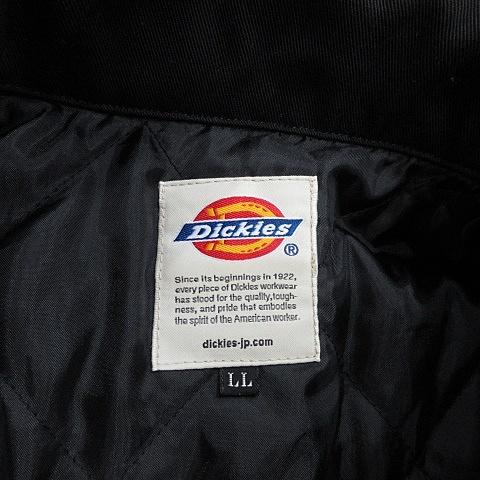 Dickies
®
Since its beginnings in 1922,
every piece of Dickies workwear
has stood for the quality,tough-
ness, and pride that embodies
the spirit of the American worker.
dickies-jp.com
LL